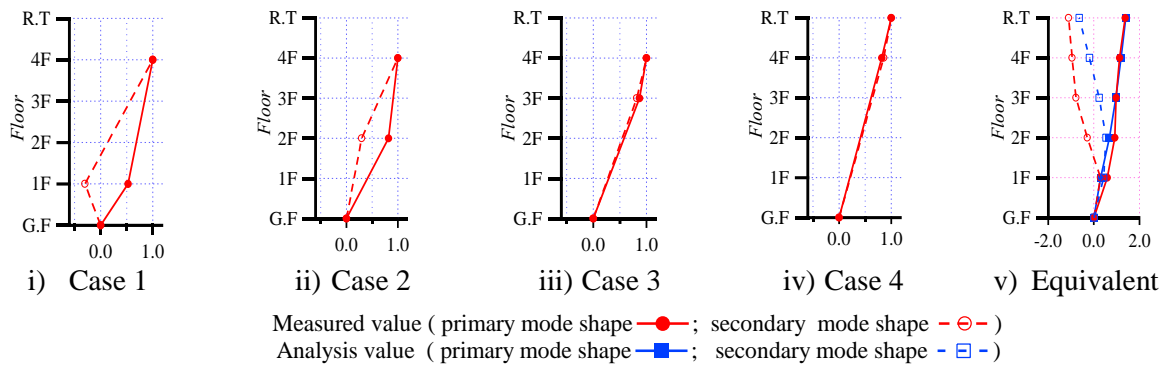 R.T
4F
3F
2F
1F
G.F
Floor
0.0 1.0
i) Case 1
R.T
4F
3F
2F
1F
G.F
Floor
0.0 1.0
ii) Case 2
R.T
4F
3F
2F
1F
G.F
Floor
0.0 1.0
iii) Case 3
R.T
4F
3F
2F
1F
G.F
Floor
0.0 1.0
iv) Case 4
R.T
4F
3F
2F
1F
G.F
Floor
-2.0 0.0 2.0
v) Equivalent
Measured value ( primary mode shape ; secondary mode shape )
Analysis value ( primary mode shape ; secondary mode shape )